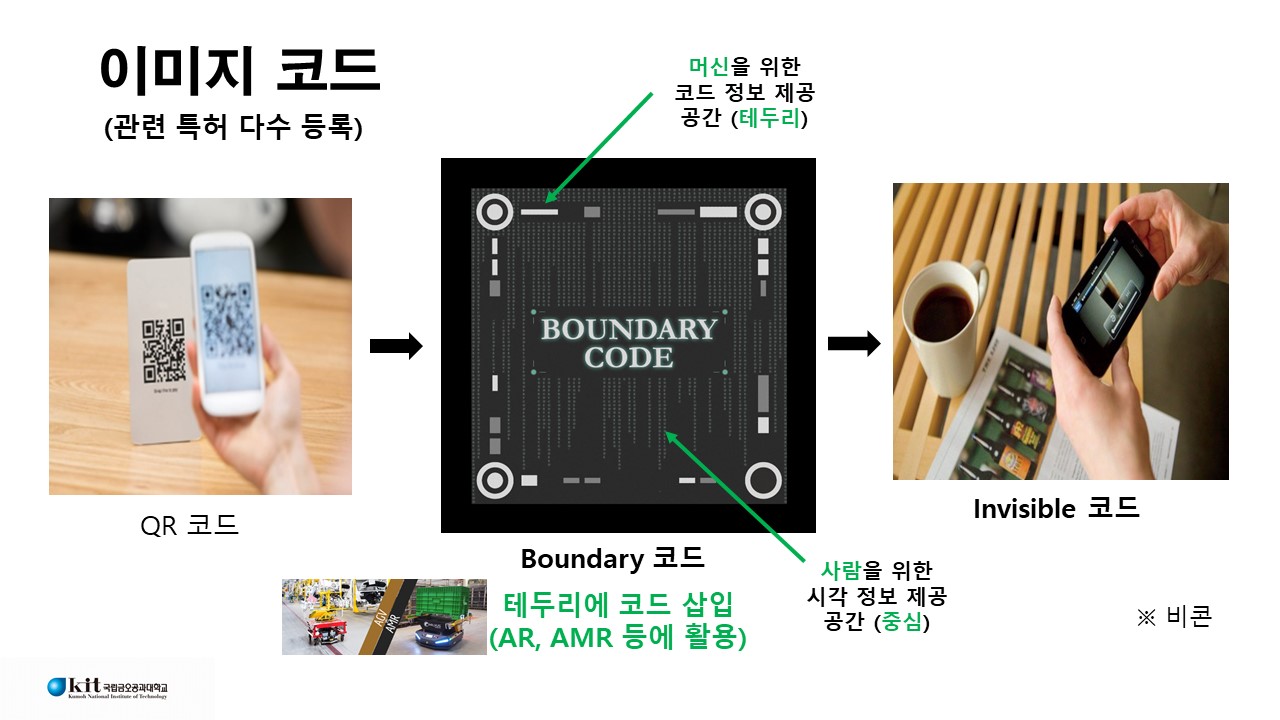 이미지 코드
(관련 특허 다수 등록)
머신을 위한
코드 정보 제공
공간 (테두리)
BOUNDARY
CODE
QR 코드
Boundary 코드
Invisible 코드
테두리에 코드 삽입
(AR, AMR 등에 활용)
AGV
AMR
사람을 위한
시각 정보 제공
공간 (중심)
※ 비콘
kit 국립금오공과대학교
Kumoh National Institute of Technology